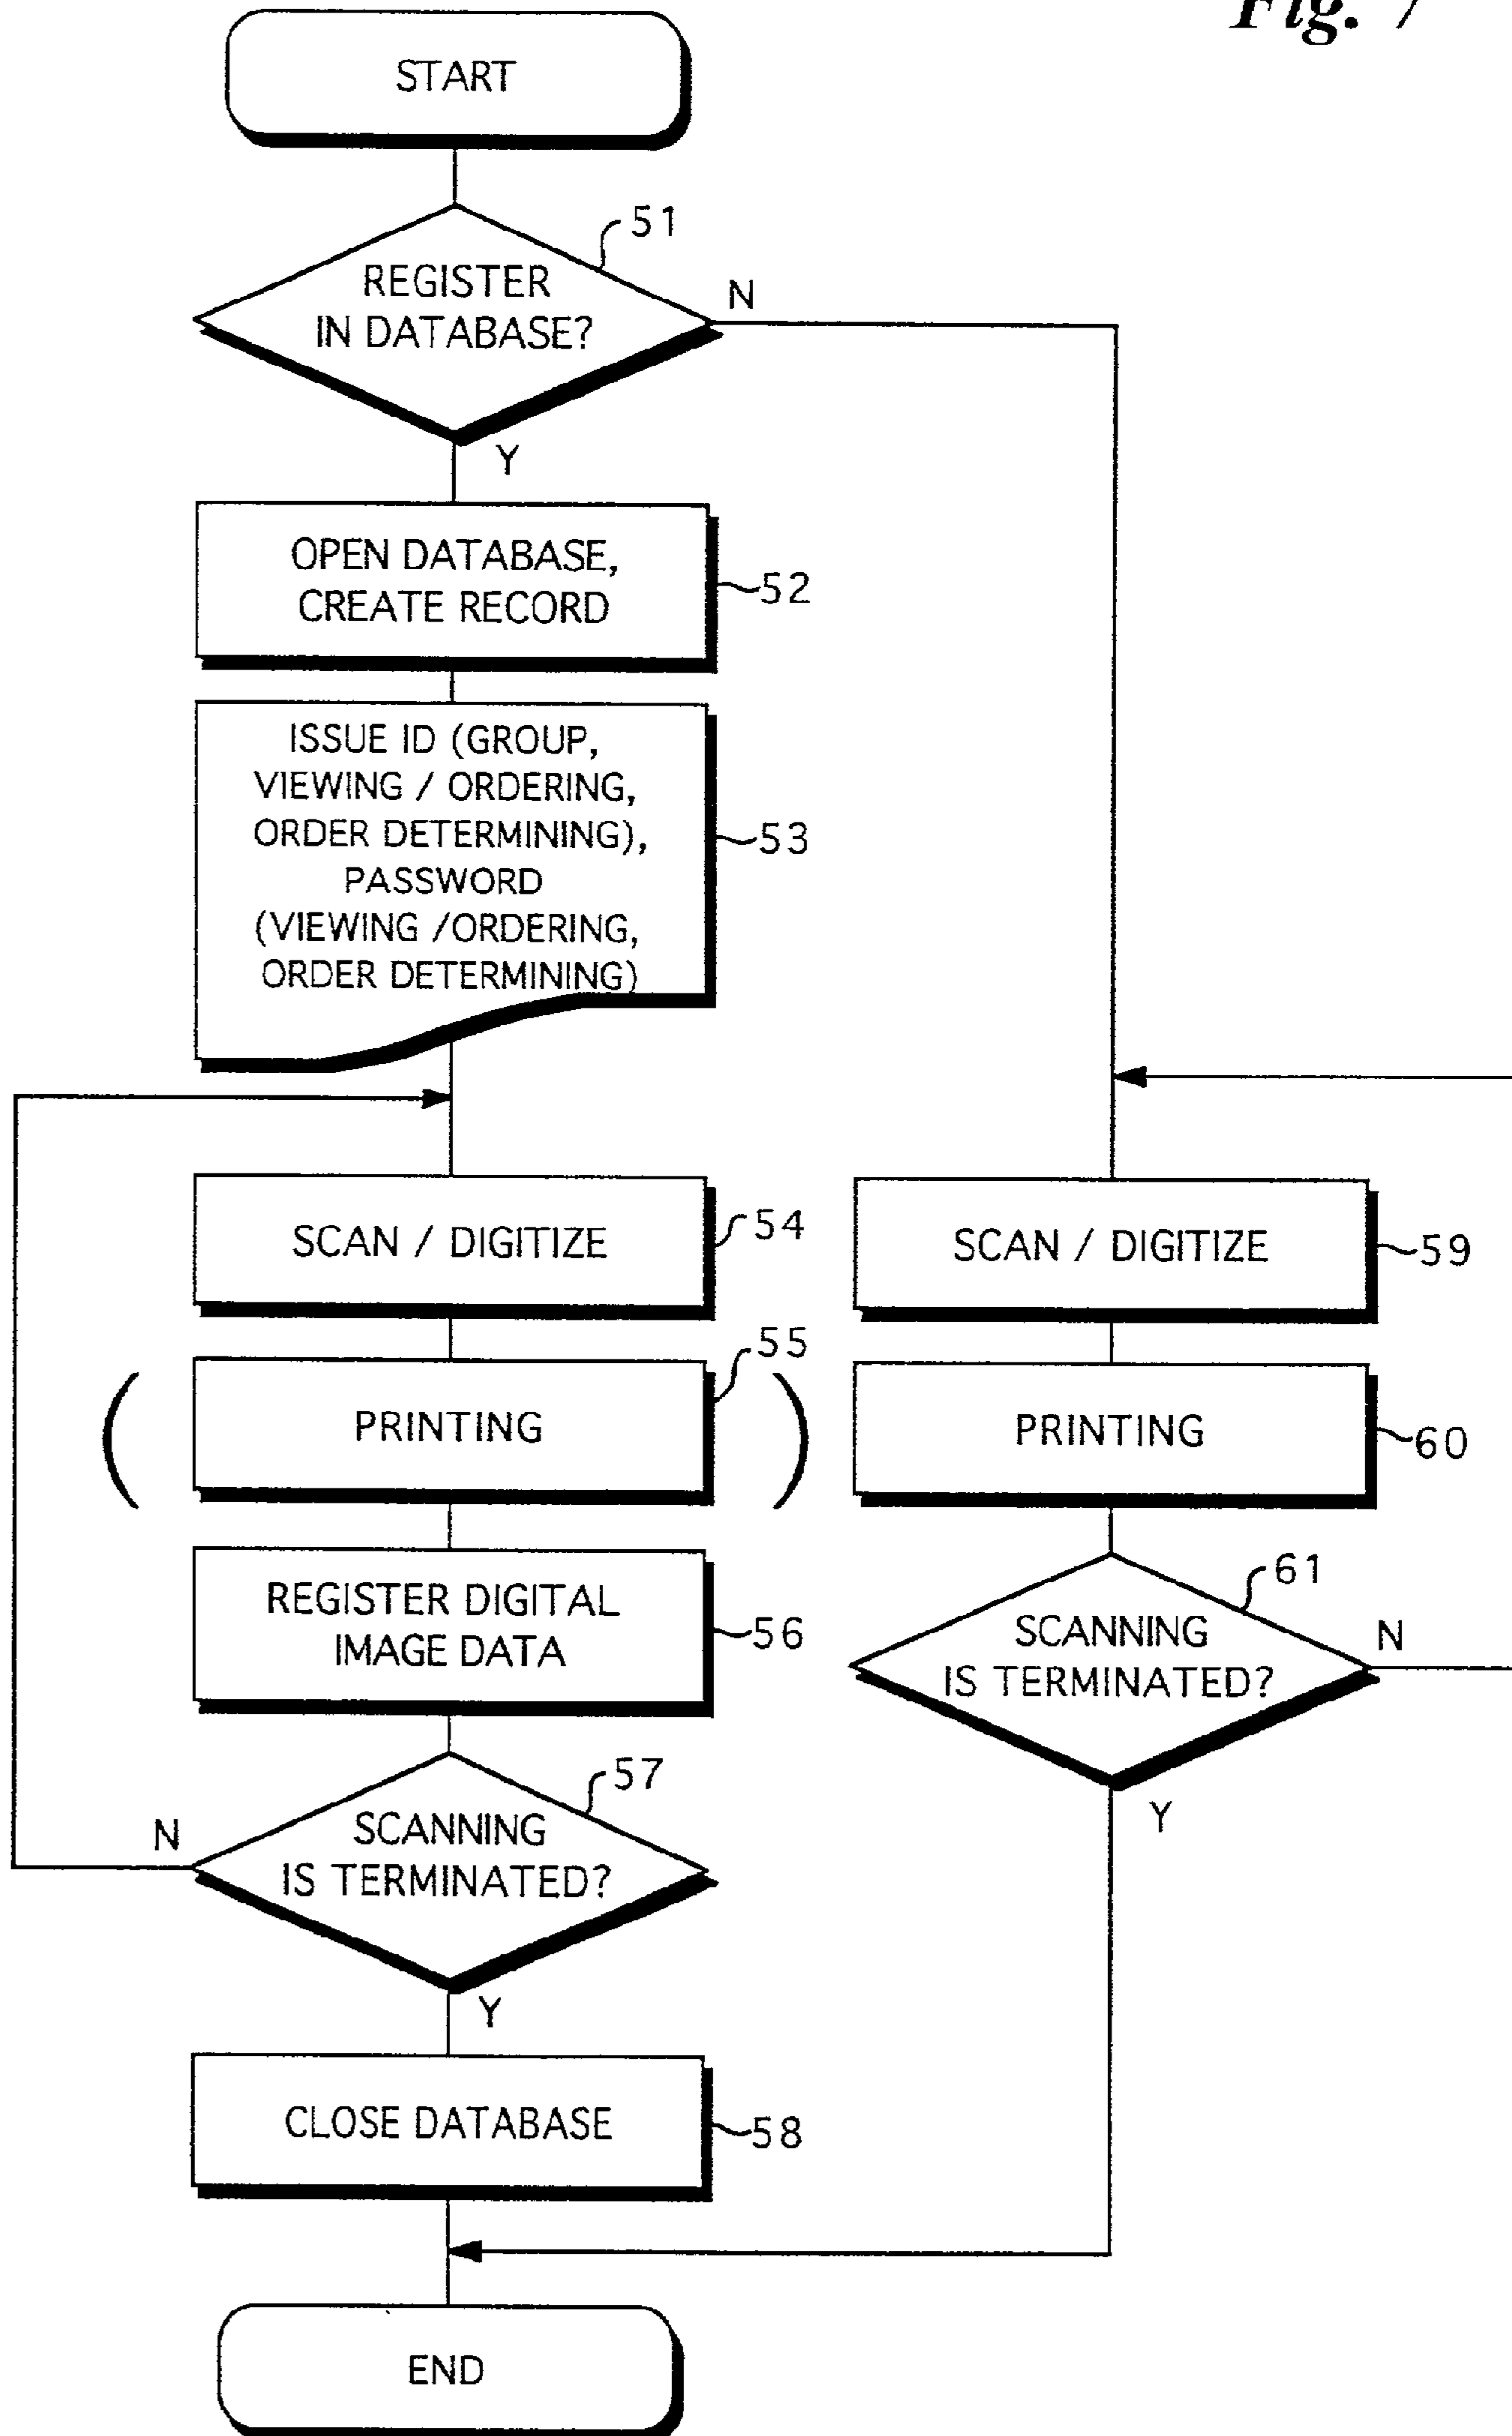 Fig. 7
START
51
REGISTER
IN DATABASE?
N
Y
OPEN DATABASE,
CREATE RECORD
52
ISSUE ID (GROUP,
VIEWING / ORDERING,
ORDER DETERMINING),
PASSWORD
(VIEWING /ORDERING,
ORDER DETERMINING)
53
SCAN / DIGITIZE
54
SCAN / DIGITIZE
59
( PRINTING )
55
PRINTING
60
REGISTER DIGITAL
IMAGE DATA
56
61
SCANNING
IS TERMINATED?
N
Y
57
SCANNING
IS TERMINATED?
N
Y
CLOSE DATABASE
58
END